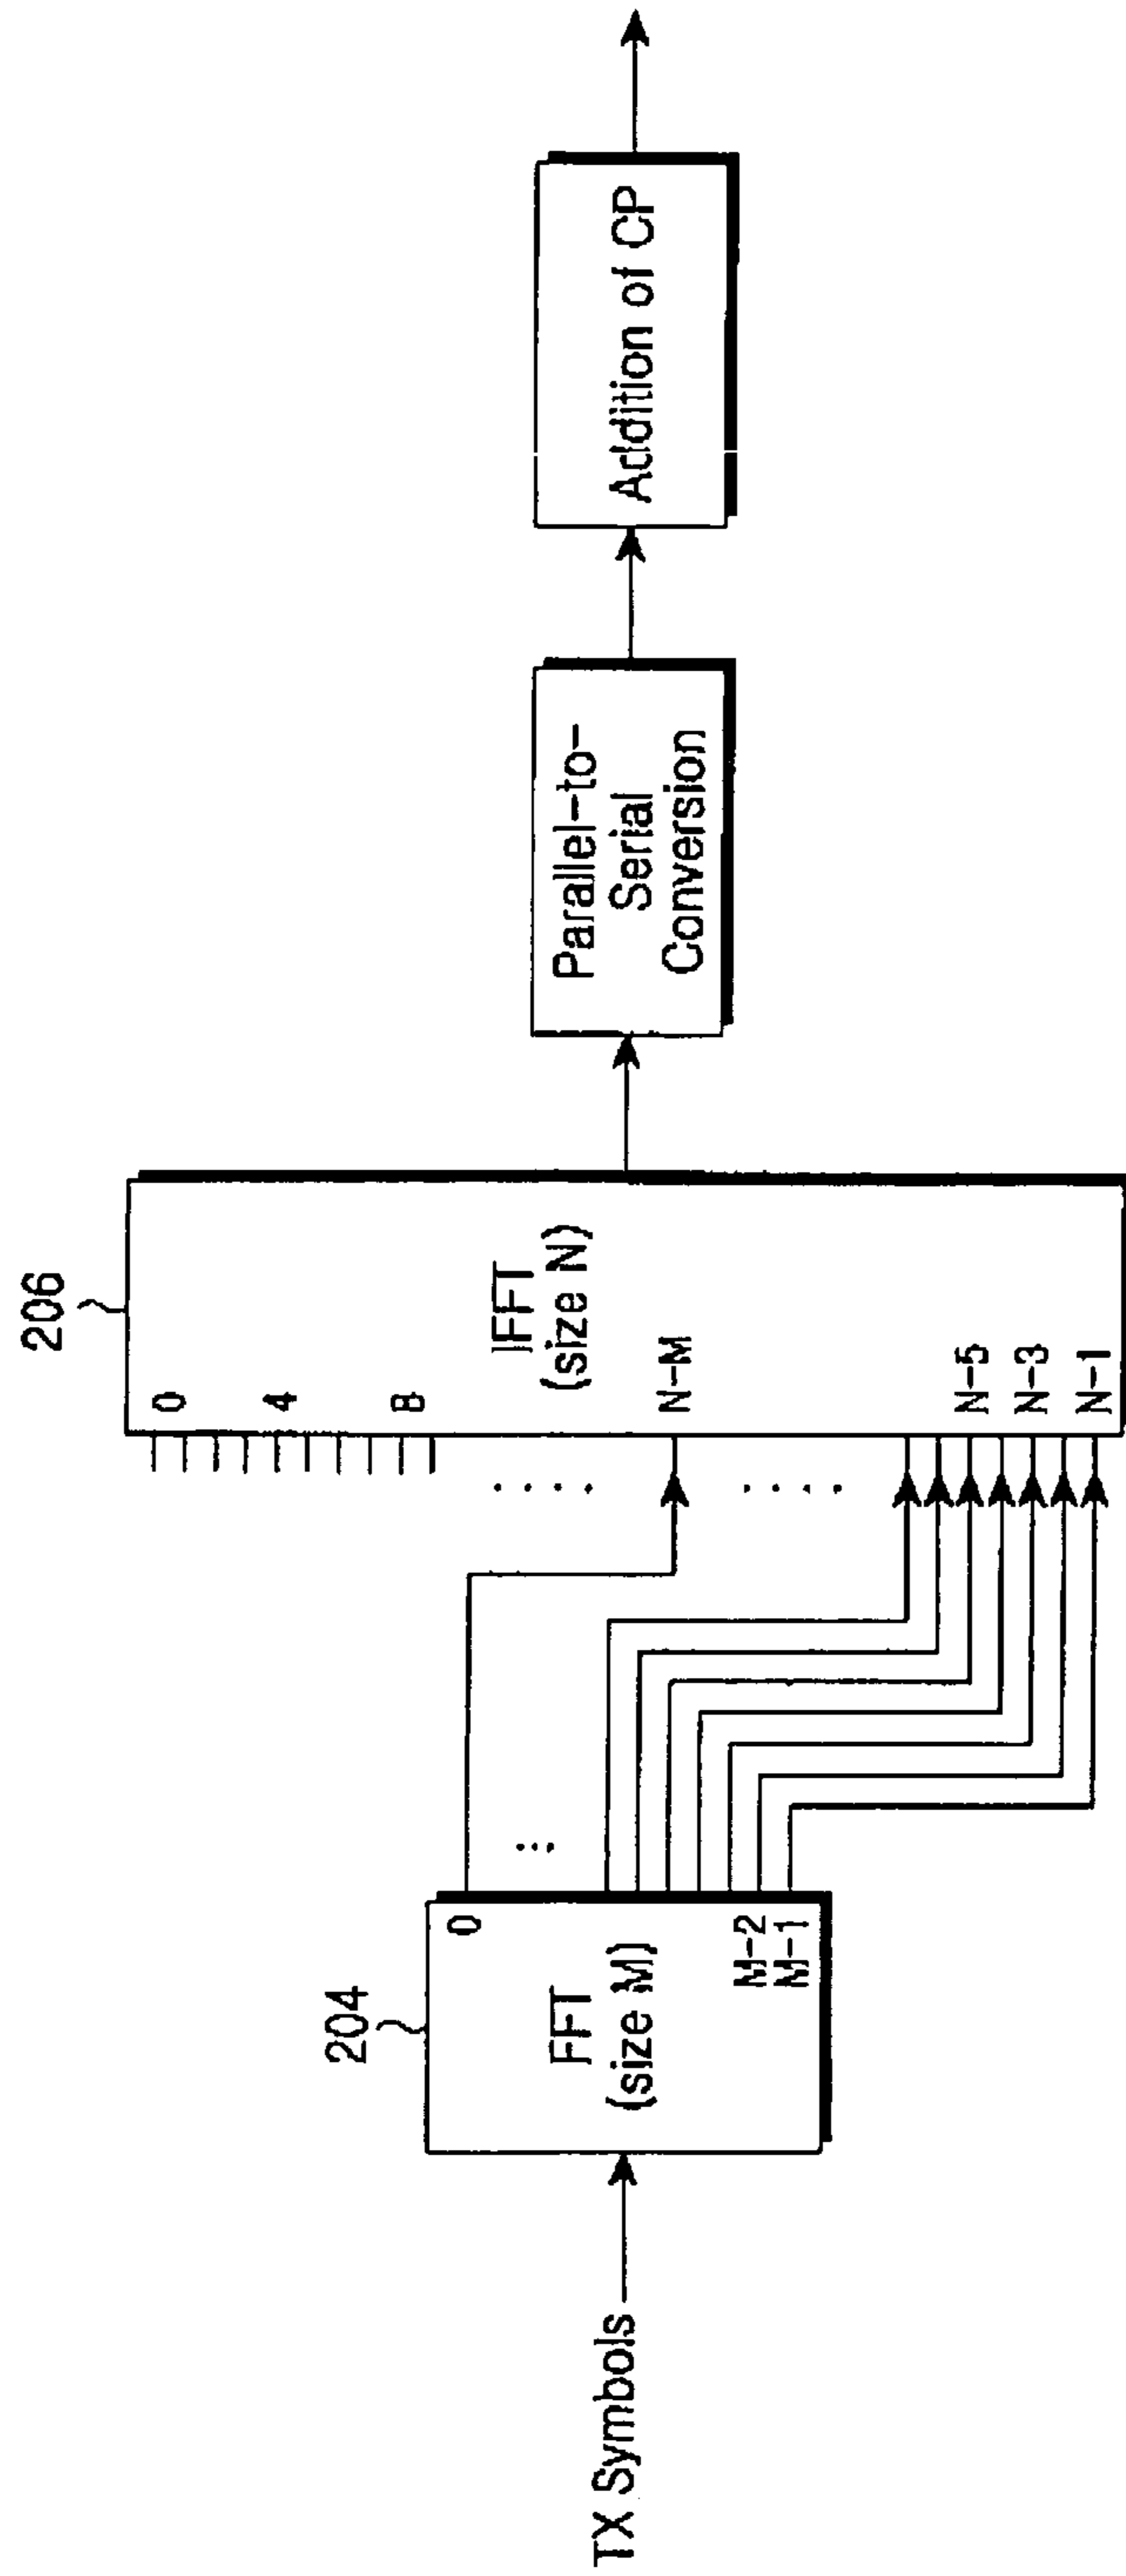 TX Symbols
204
FFT
(size M)
0
M-2
M-1
206
IFFT
(size N)
0
4
8
N-M
N-5
N-3
N-1
Parallel-to-
Serial
Conversion
Addition of CP